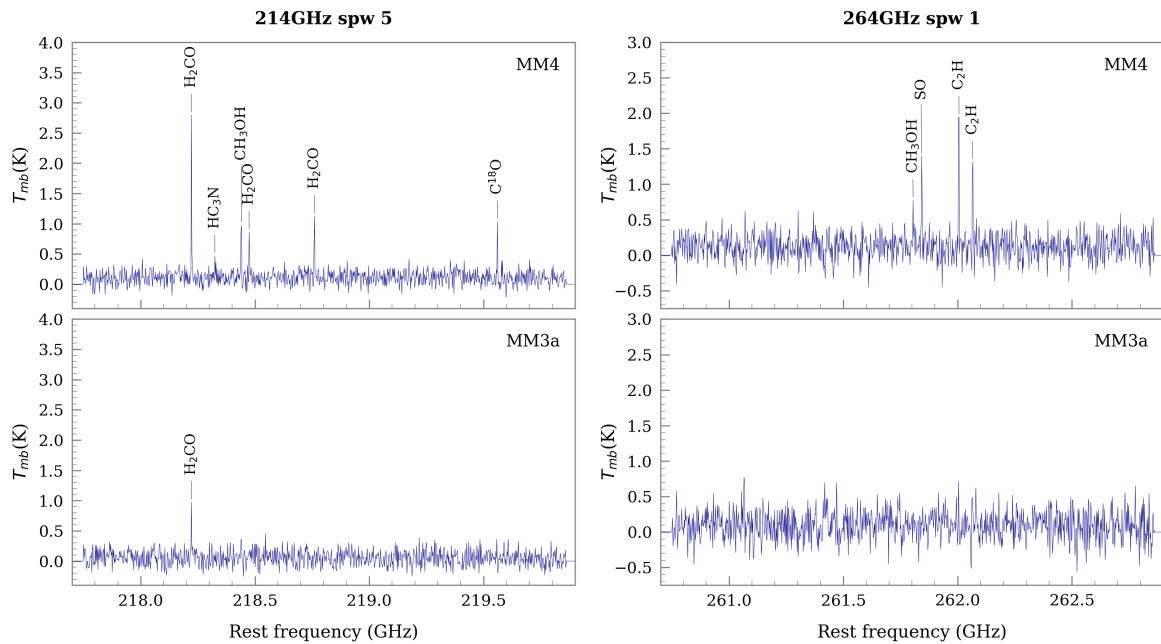 214GHz spw 5
264GHz spw 1
MM4
H₂CO
HC₃N
CH₃OH
H₂CO
H₂CO
C¹⁸O
4.0
3.5
3.0
2.5
2.0
1.5
1.0
0.5
0.0
T_mb(K)
MM4
CH₃OH
SO
C₂H
C₂H
3.0
2.5
2.0
1.5
1.0
0.5
0.0
−0.5
T_mb(K)
MM3a
H₂CO
4.0
3.5
3.0
2.5
2.0
1.5
1.0
0.5
0.0
T_mb(K)
218.0 218.5 219.0 219.5
Rest frequency (GHz)
MM3a
3.0
2.5
2.0
1.5
1.0
0.5
0.0
−0.5
T_mb(K)
261.0 261.5 262.0 262.5
Rest frequency (GHz)